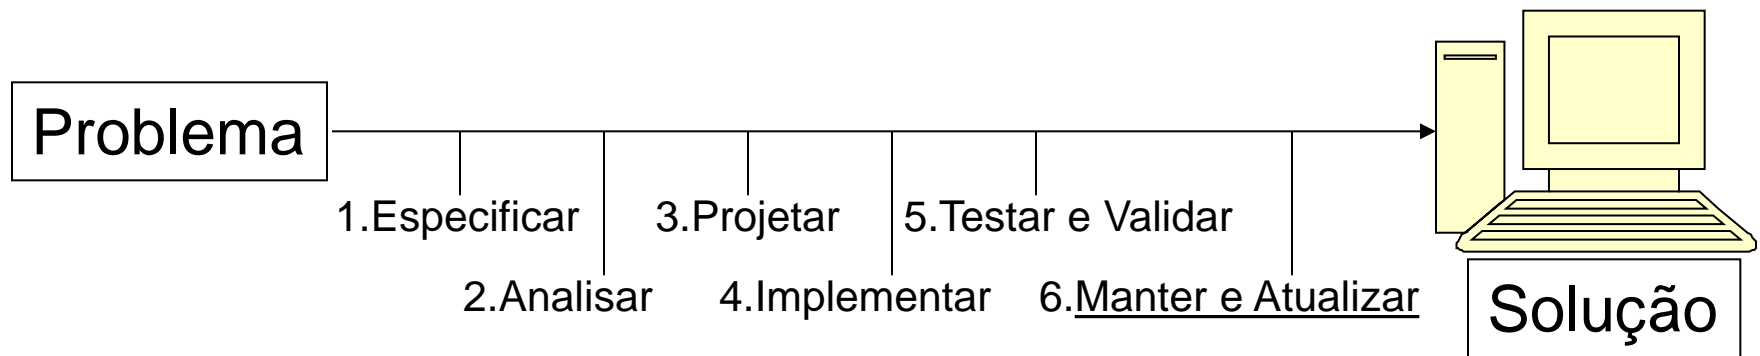 Problema
1.Especificar
2.Analisar
3.Projetar
4.Implementar
5.Testar e Validar
6.Manter e Atualizar
Solução